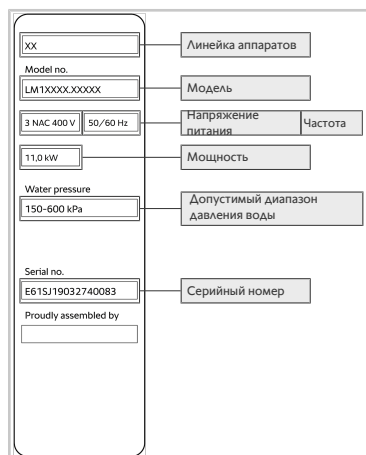 XX
Линейка аппаратов
Model no.
LM1XXXX.XXXXX
Модель
3 NAC 400 V
50/60 Hz
Напряжение
питания
Частота
11,0 kW
Мощность
Water pressure
150-600 kPa
Допустимый диапазон
давления воды
Serial no.
E61SJ19032740083
Серийный номер
Proudly assembled by